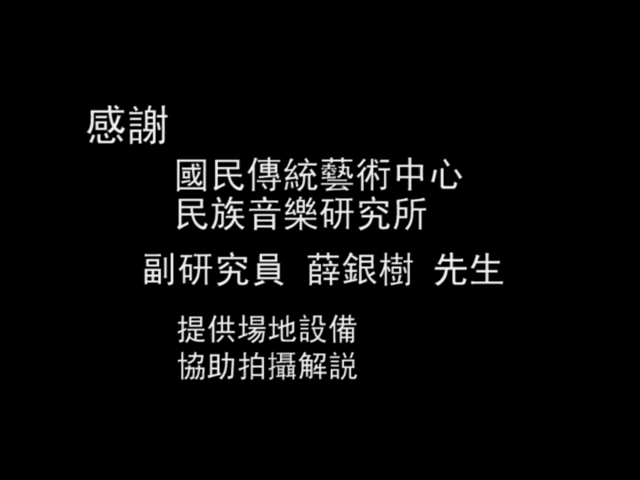 感謝
國民傳統藝術中心
民族音樂研究所
副研究員 薛銀樹 先生
提供場地設備
協助拍攝解説